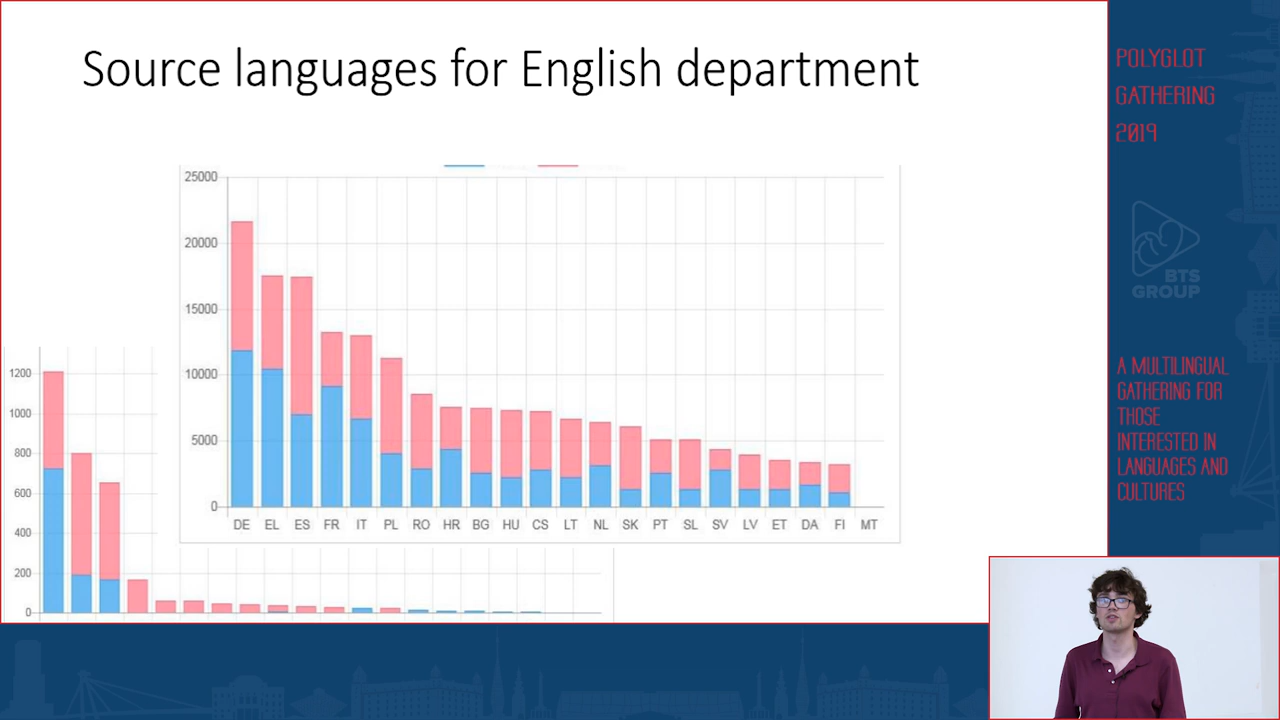 Source languages for English department
25000
20000
15000
10000
5000
0
DE EL ES FR IT PL RO HR BG HU CS LT NL SK PT SL SV LV ET DA FI MT
1200
1000
800
600
400
200
0
POLYGLOT
GATHERING
2019
BTS
GROUP
A MULTILINGUAL
GATHERING FOR
THOSE
INTERESTED IN
LANGUAGES AND
CULTURES